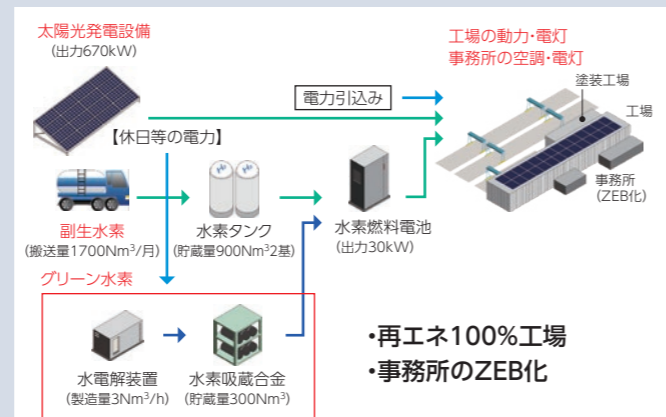 太陽光発電設備
(出力670kW)
工場の動力・電灯
事務所の空調・電灯
塗装工場
電力引込み
工場
【休日等の電力】
事務所
(ZEB化)
副生水素
(搬送量1700Nm³/月)
水素タンク
(貯蔵量900Nm³2基)
水素燃料電池
(出力30kW)
グリーン水素
水電解装置
(製造量3Nm³/h)
水素吸蔵合金
(貯蔵量300Nm³)
・再エネ100%工場
・事務所のZEB化